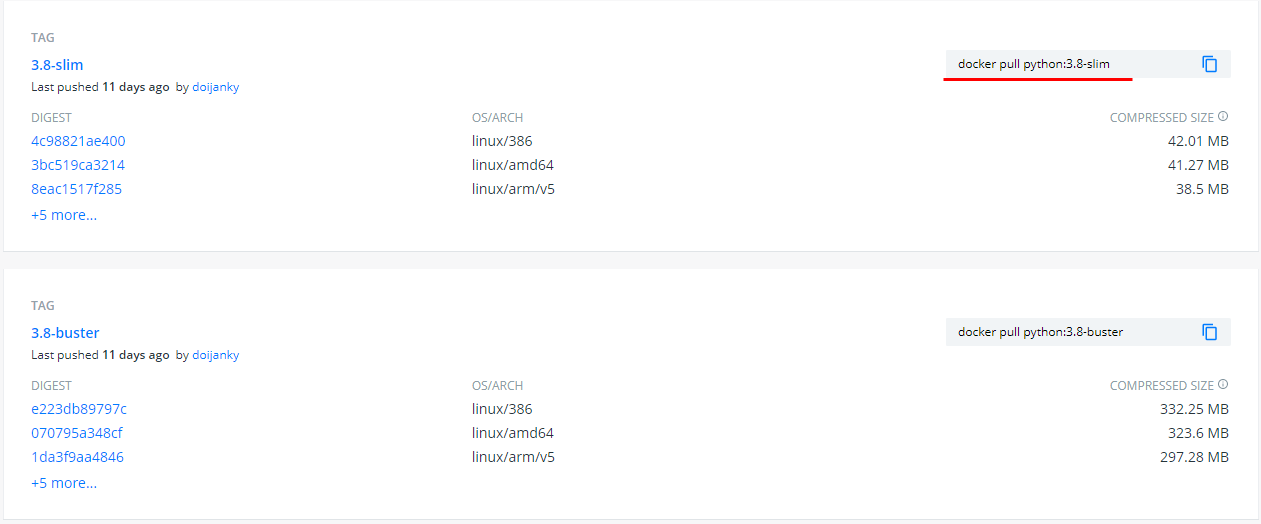 TAG
3.8-slim
docker pull python:3.8-slim
Last pushed 11 days ago by doijanky
DIGEST OS/ARCH COMPRESSED SIZE
4c98821ae400 linux/386 42.01 MB
3bc519ca3214 linux/amd64 41.27 MB
8eac1517f285 linux/arm/v5 38.5 MB
+5 more...
TAG
3.8-buster
docker pull python:3.8-buster
Last pushed 11 days ago by doijanky
DIGEST OS/ARCH COMPRESSED SIZE
e223db89797c linux/386 332.25 MB
070795a348cf linux/amd64 323.6 MB
1da3f9aa4846 linux/arm/v5 297.28 MB
+5 more...